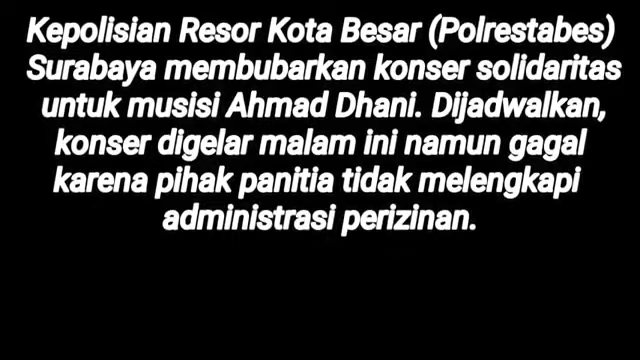 Kepolisian Resor Kota Besar (Polrestabes)
Surabaya membubarkan konser solidaritas
untuk musisi Ahmad Dhani. Dijadwalkan,
konser digelar malam ini namun gagal
karena pihak panitia tidak melengkapi
administrasi perizinan.